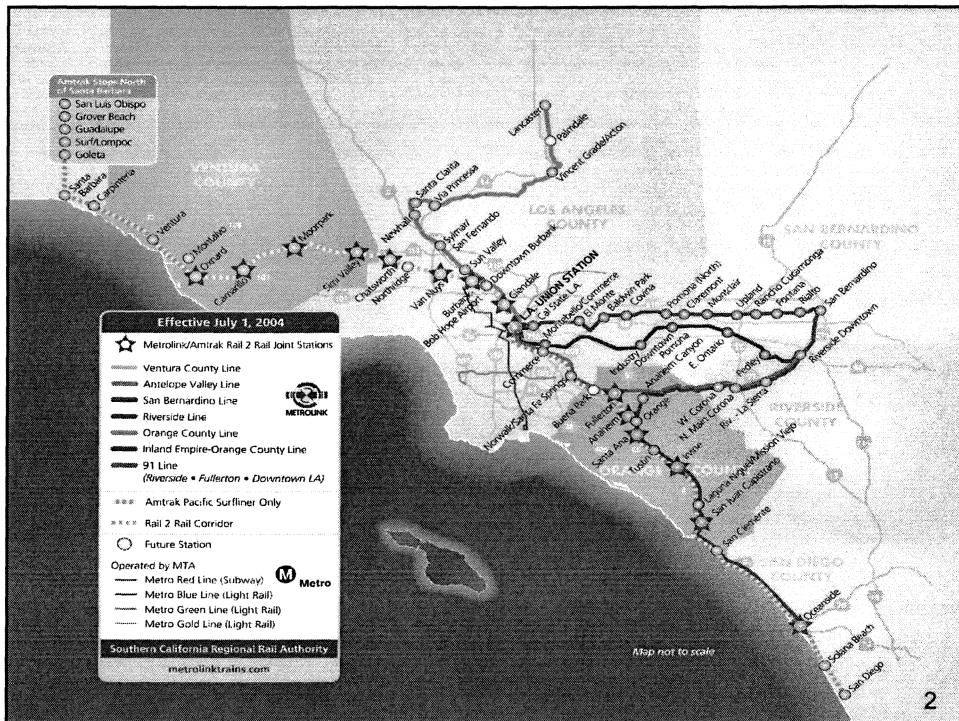 Amtrak Stops North
of Santa Barbara
San Luis Obispo
Grover Beach
Guadalupe
Surf/Lompoc
Goleta
Santa
Barbara
Carpinteria
Ventura
Montalvo
Oxnard
Camarillo
Moorpark
Simi Valley
Chatsworth
Northridge
Van Nuys
Burbank
Bob Hope Airport
VENTURA
COUNTY
Lancaster
Palmdale
Vincent Grade/Acton
Santa Clarita
Via Princessa
Newhall
Sylmar/
San Fernando
Sun Valley
Downtown Burbank
Glendale
L.A. UNION STATION
LOS ANGELES
COUNTY
SAN BERNARDINO
COUNTY
Cal State L.A.
Montebello/Commerce
El Monte
Baldwin Park
Covina
Pomona (North)
Claremont
Montclair
Upland
Rancho Cucamonga
Fontana
Rialto
San Bernardino
Riverside Downtown
Commerce
Industry
Downtown
Pomona
E. Ontario
Pedley
Anaheim Canyon
Norwalk/Santa Fe Springs
Buena Park
Fullerton
Anaheim
Orange
Santa Ana
Tustin
Irvine
W. Corona
N. Main Corona
Riv - La Sierra
RIVERSIDE
COUNTY
ORANGE COUNTY
Laguna Niguel/Mission Viejo
San Juan Capistrano
San Clemente
SAN DIEGO
COUNTY
Oceanside
Solana Beach
San Diego
Effective July 1, 2004
Metrolink/Amtrak Rail 2 Rail Joint Stations
Ventura County Line
Antelope Valley Line
San Bernardino Line
METROLINK
Riverside Line
Orange County Line
Inland Empire-Orange County Line
91 Line
(Riverside • Fullerton • Downtown LA)
Amtrak Pacific Surfliner Only
Rail 2 Rail Corridor
Future Station
Operated by MTA
M Metro
Metro Red Line (Subway)
Metro Blue Line (Light Rail)
Metro Green Line (Light Rail)
Metro Gold Line (Light Rail)
Southern California Regional Rail Authority
metrolinktrains.com
Map not to scale
2